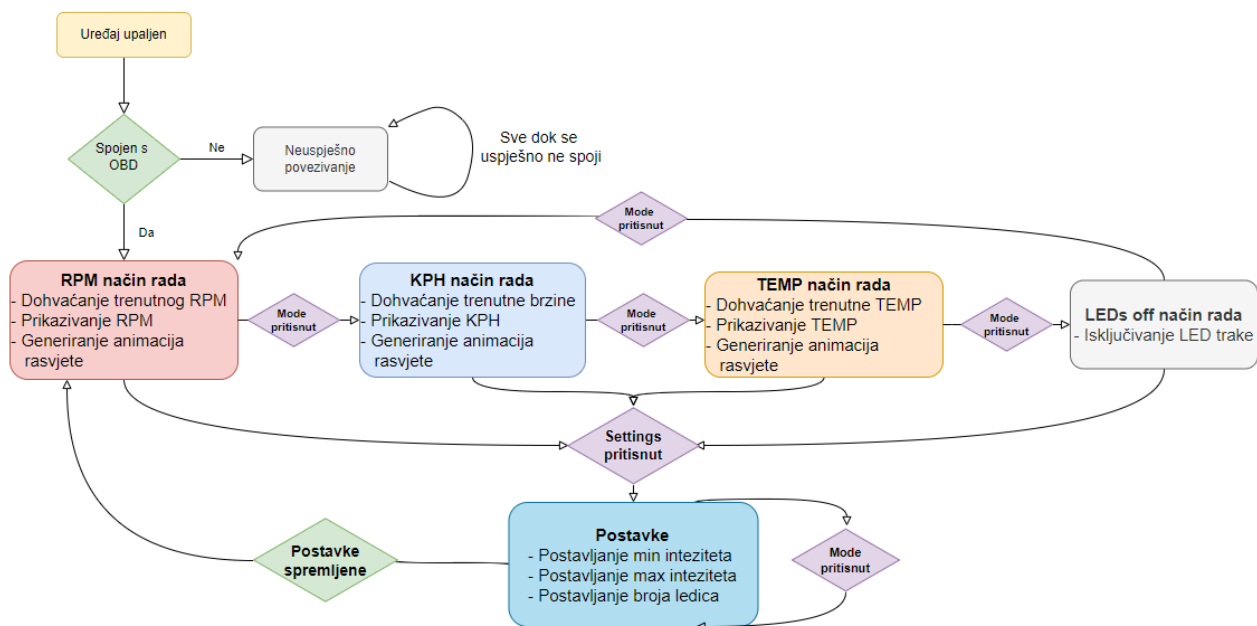 Uređaj upaljen
Spojen s
OBD
Ne
Neuspješno
povezivanje
Sve dok se
uspješno ne spoji
Da
Mode
pritisnut
RPM način rada
- Dohvaćanje trenutnog RPM
- Prikazivanje RPM
- Generiranje animacija
rasvjete
Mode
pritisnut
KPH način rada
- Dohvaćanje trenutne brzine
- Prikazivanje KPH
- Generiranje animacija
rasvjete
Mode
pritisnut
TEMP način rada
- Dohvaćanje trenutne TEMP
- Prikazivanje TEMP
- Generiranje animacija
rasvjete
Mode
pritisnut
LEDs off način rada
- Isključivanje LED trake
Settings
pritisnut
Postavke
spremljene
Postavke
- Postavljanje min inteziteta
- Postavljanje max inteziteta
- Postavljanje broja ledica
Mode
pritisnut